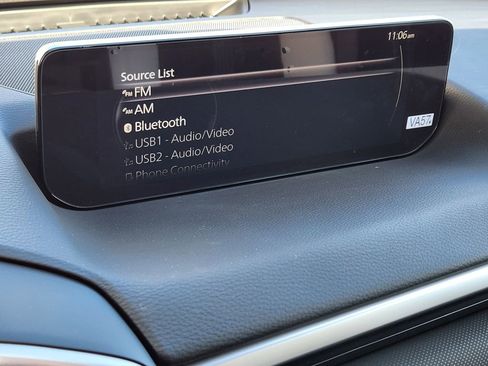 11:06am
Source List
FM
AM
Bluetooth
USB1 - Audio/Video
USB2 - Audio/Video
Phone Connectivity
VA57